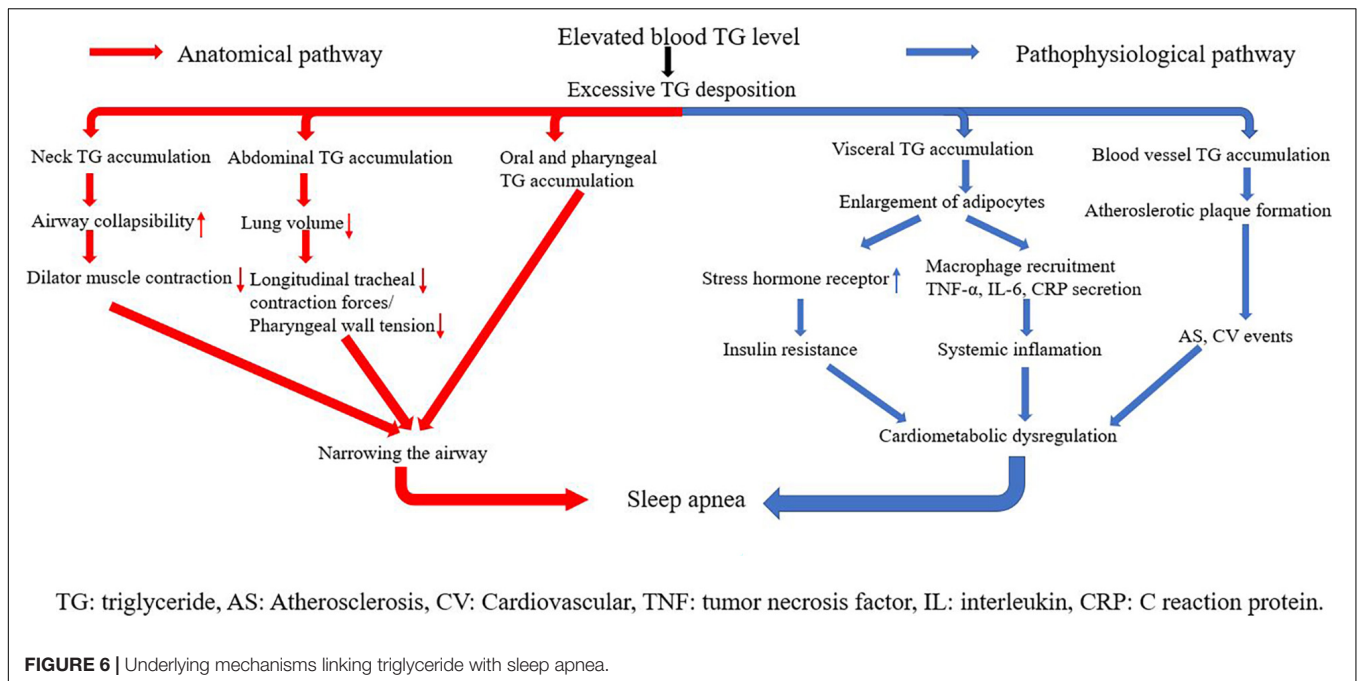 Anatomical pathway
Elevated blood TG level
Pathophysiological pathway
Excessive TG desposition
Neck TG accumulation
Airway collapsibility
Dilator muscle contraction
Abdominal TG accumulation
Lung volume
Longitudinal tracheal
contraction forces/
Pharyngeal wall tension
Oral and pharyngeal
TG accumulation
Narrowing the airway
Visceral TG accumulation
Enlargement of adipocytes
Stress hormone receptor
Insulin resistance
Macrophage recruitment
TNF-α, IL-6, CRP secretion
Systemic inflamation
Blood vessel TG accumulation
Atheroslerotic plaque formation
AS, CV events
Cardiometabolic dysregulation
Sleep apnea
TG: triglyceride, AS: Atherosclerosis, CV: Cardiovascular, TNF: tumor necrosis factor, IL: interleukin, CRP: C reaction protein.
FIGURE 6 | Underlying mechanisms linking triglyceride with sleep apnea.